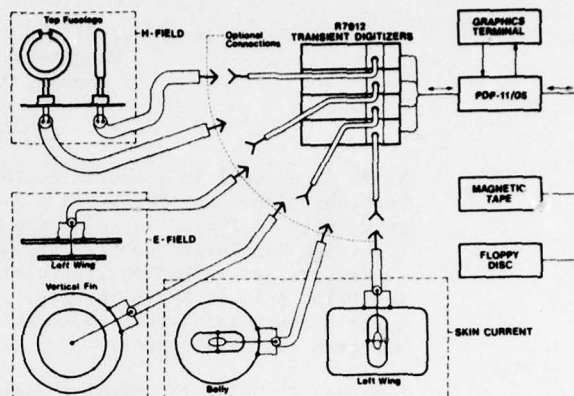 Top Fuselage
H-FIELD
Optional
Connections
R7912
TRANSIENT DIGITIZERS
GRAPHICS
TERMINAL
PDP-11/05
MAGNETIC
TAPE
FLOPPY
DISC
E-FIELD
Left Wing
Vertical Fin
SKIN CURRENT
Belly
Left Wing